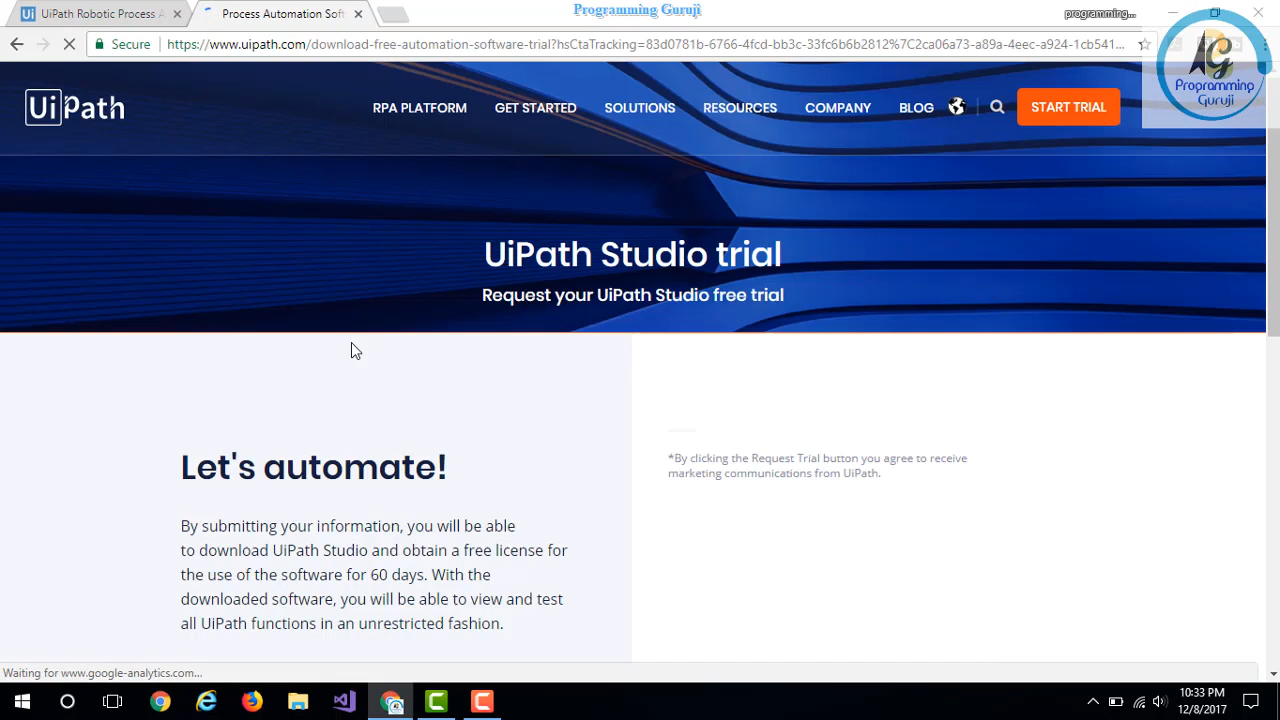 UiPath Robotic Process A
Process Automation Soft
Programming Guruji
programming...
Secure
https://www.uipath.com/download-free-automation-software-trial?hsCtaTracking=83d0781b-6766-4fcd-bb3c-33fc6b6b2812%7C2ca06a73-a89a-4eec-a924-1cb541...
Programming
Guruji
UiPath
RPA PLATFORM
GET STARTED
SOLUTIONS
RESOURCES
COMPANY
BLOG
START TRIAL
UiPath Studio trial
Request your UiPath Studio free trial
Let's automate!
By submitting your information, you will be able
to download UiPath Studio and obtain a free license for
the use of the software for 60 days. With the
downloaded software, you will be able to view and test
all UiPath functions in an unrestricted fashion.
*By clicking the Request Trial button you agree to receive
marketing communications from UiPath.
Waiting for www.google-analytics.com...
10:33 PM
12/8/2017